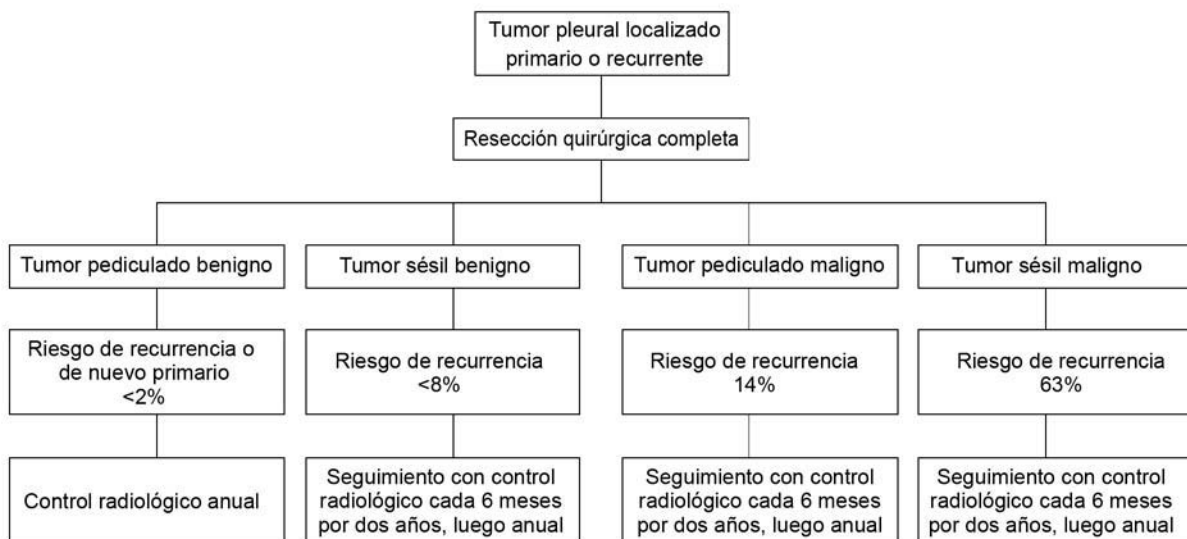 Tumor pleural localizado
primario o recurrente
Resección quirúrgica completa
Tumor pediculado benigno
Tumor sésil benigno
Tumor pediculado maligno
Tumor sésil maligno
Riesgo de recurrencia o
de nuevo primario
<2%
Riesgo de recurrencia
<8%
Riesgo de recurrencia
14%
Riesgo de recurrencia
63%
Control radiológico anual
Seguimiento con control
radiológico cada 6 meses
por dos años, luego anual
Seguimiento con control
radiológico cada 6 meses
por dos años, luego anual
Seguimiento con control
radiológico cada 6 meses
por dos años, luego anual